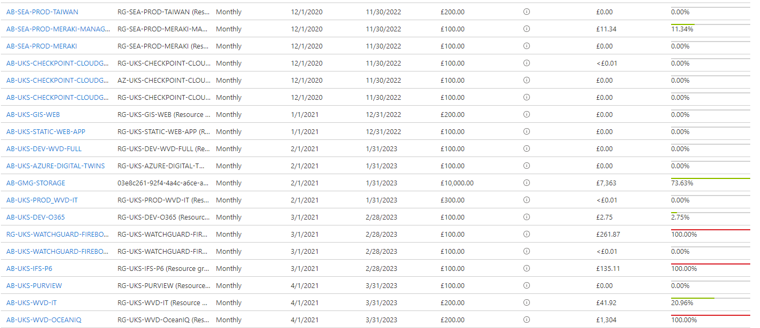 AB-SEA-PROD-TAIWAN RG-SEA-PROD-TAIWAN (Res... Monthly 12/1/2020 11/30/2022 £200.00 £0.00 0.00%
AB-SEA-PROD-MERAKI-MANAG... RG-SEA-PROD-MERAKI-MA... Monthly 12/1/2020 11/30/2022 £100.00 £11.34 11.34%
AB-SEA-PROD-MERAKI RG-SEA-PROD-MERAKI (Res... Monthly 12/1/2020 11/30/2022 £100.00 £0.00 0.00%
AB-UKS-CHECKPOINT-CLOUDG... RG-UKS-CHECKPOINT-CLOU... Monthly 12/1/2020 11/30/2022 £100.00 <£0.01 0.00%
AB-UKS-CHECKPOINT-CLOUDG... AZ-UKS-CHECKPOINT-CLOU... Monthly 12/1/2020 11/30/2022 £100.00 £0.00 0.00%
AB-UKS-CHECKPOINT-CLOUDG... RG-UKS-CHECKPOINT-CLOU... Monthly 12/1/2020 11/30/2022 £100.00 £0.00 0.00%
AB-UKS-GIS-WEB RG-UKS-GIS-WEB (Resource ... Monthly 1/1/2021 12/31/2022 £200.00 £0.00 0.00%
AB-UKS-STATIC-WEB-APP RG-UKS-STATIC-WEB-APP (R... Monthly 1/1/2021 12/31/2022 £100.00 £0.00 0.00%
AB-UKS-DEV-WVD-FULL RG-UKS-DEV-WVD-FULL (Re... Monthly 2/1/2021 1/31/2023 £100.00 £0.00 0.00%
AB-UKS-AZURE-DIGITAL-TWINS RG-UKS-AZURE-DIGITAL-T... Monthly 2/1/2021 1/31/2023 £100.00 £0.00 0.00%
AB-GMG-STORAGE 03e8c261-92f4-4a4c-a6ce-a... Monthly 2/1/2021 1/31/2023 £10,000.00 £7,363 73.63%
AB-UKS-PROD_WVD-IT RG-UKS-PROD-WVD-IT (Res... Monthly 2/1/2021 1/31/2023 £300.00 <£0.01 0.00%
AB-UKS-DEV-O365 RG-UKS-DEV-O365 (Resourc... Monthly 3/1/2021 2/28/2023 £100.00 £2.75 2.75%
RG-UKS-WATCHGUARD-FIREBO... RG-UKS-WATCHGUARD-FIR... Monthly 3/1/2021 2/28/2023 £100.00 £261.87 100.00%
AB-UKS-WATCHGUARD-FIREBO... RG-UKS-WATCHGUARD-FIR... Monthly 3/1/2021 2/28/2023 £100.00 <£0.01 0.00%
AB-UKS-IFS-P6 RG-UKS-IFS-P6 (Resource gr... Monthly 3/1/2021 2/28/2023 £100.00 £135.11 100.00%
AB-UKS-PURVIEW RG-UKS-PURVIEW (Resource... Monthly 4/1/2021 3/31/2023 £100.00 £0.00 0.00%
AB-UKS-WVD-IT RG-UKS-WVD-IT (Resource ... Monthly 4/1/2021 3/31/2023 £200.00 £41.92 20.96%
AB-UKS-WVD-OCEANIQ RG-UKS-WVD-OceanIQ (Res... Monthly 4/1/2021 3/31/2023 £200.00 £1,304 100.00%